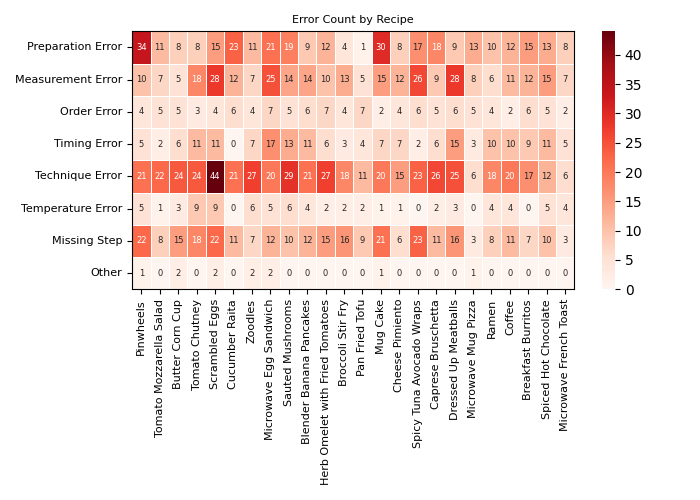 Error Count by Recipe
Preparation Error 34 11 8 8 15 23 11 21 19 9 12 4 1 30 8 17 18 9 13 10 12 15 13 8
Measurement Error 10 7 5 18 28 12 7 25 14 14 10 13 5 15 12 26 9 28 8 6 11 12 15 7
Order Error 4 5 5 3 4 6 4 7 5 6 7 4 7 2 4 6 5 6 5 4 2 6 5 2
Timing Error 5 2 6 11 11 0 7 17 13 11 6 3 4 7 7 2 6 15 3 10 10 9 11 5
Technique Error 21 22 24 24 44 21 27 20 29 21 27 18 11 20 15 23 26 25 6 18 20 17 12 6
Temperature Error 5 1 3 9 9 0 6 5 6 4 2 2 2 1 1 0 2 3 0 4 4 0 5 4
Missing Step 22 8 15 18 22 11 7 12 10 12 15 16 9 21 6 23 11 16 3 8 11 7 10 3
Other 1 0 2 0 2 0 2 2 0 0 0 0 0 1 0 0 0 0 1 0 0 0 0 0
Pinwheels
Tomato Mozzarella Salad
Butter Corn Cup
Tomato Chutney
Scrambled Eggs
Cucumber Raita
Zoodles
Microwave Egg Sandwich
Sauted Mushrooms
Blender Banana Pancakes
Herb Omelet with Fried Tomatoes
Broccoli Stir Fry
Pan Fried Tofu
Mug Cake
Cheese Pimiento
Spicy Tuna Avocado Wraps
Caprese Bruschetta
Dressed Up Meatballs
Microwave Mug Pizza
Ramen
Coffee
Breakfast Burritos
Spiced Hot Chocolate
Microwave French Toast
40
35
30
25
20
15
10
5
0